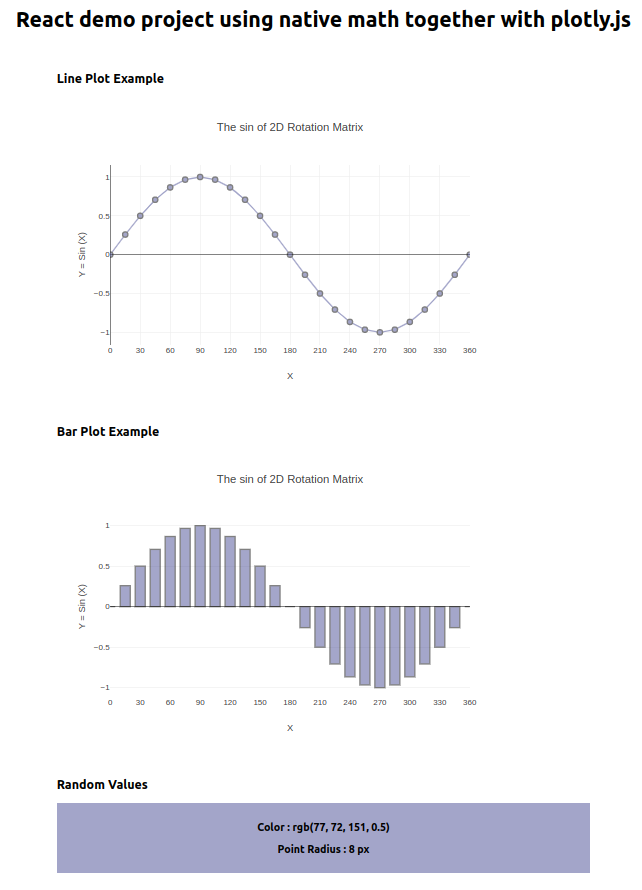 React demo project using native math together with plotly.js
Line Plot Example
The sin of 2D Rotation Matrix
Y = Sin (X)
1
0.5
0
−0.5
−1
0 30 60 90 120 150 180 210 240 270 300 330 360
X
Bar Plot Example
The sin of 2D Rotation Matrix
Y = Sin (X)
1
0.5
0
−0.5
−1
0 30 60 90 120 150 180 210 240 270 300 330 360
X
Random Values
Color : rgb(77, 72, 151, 0.5)
Point Radius : 8 px